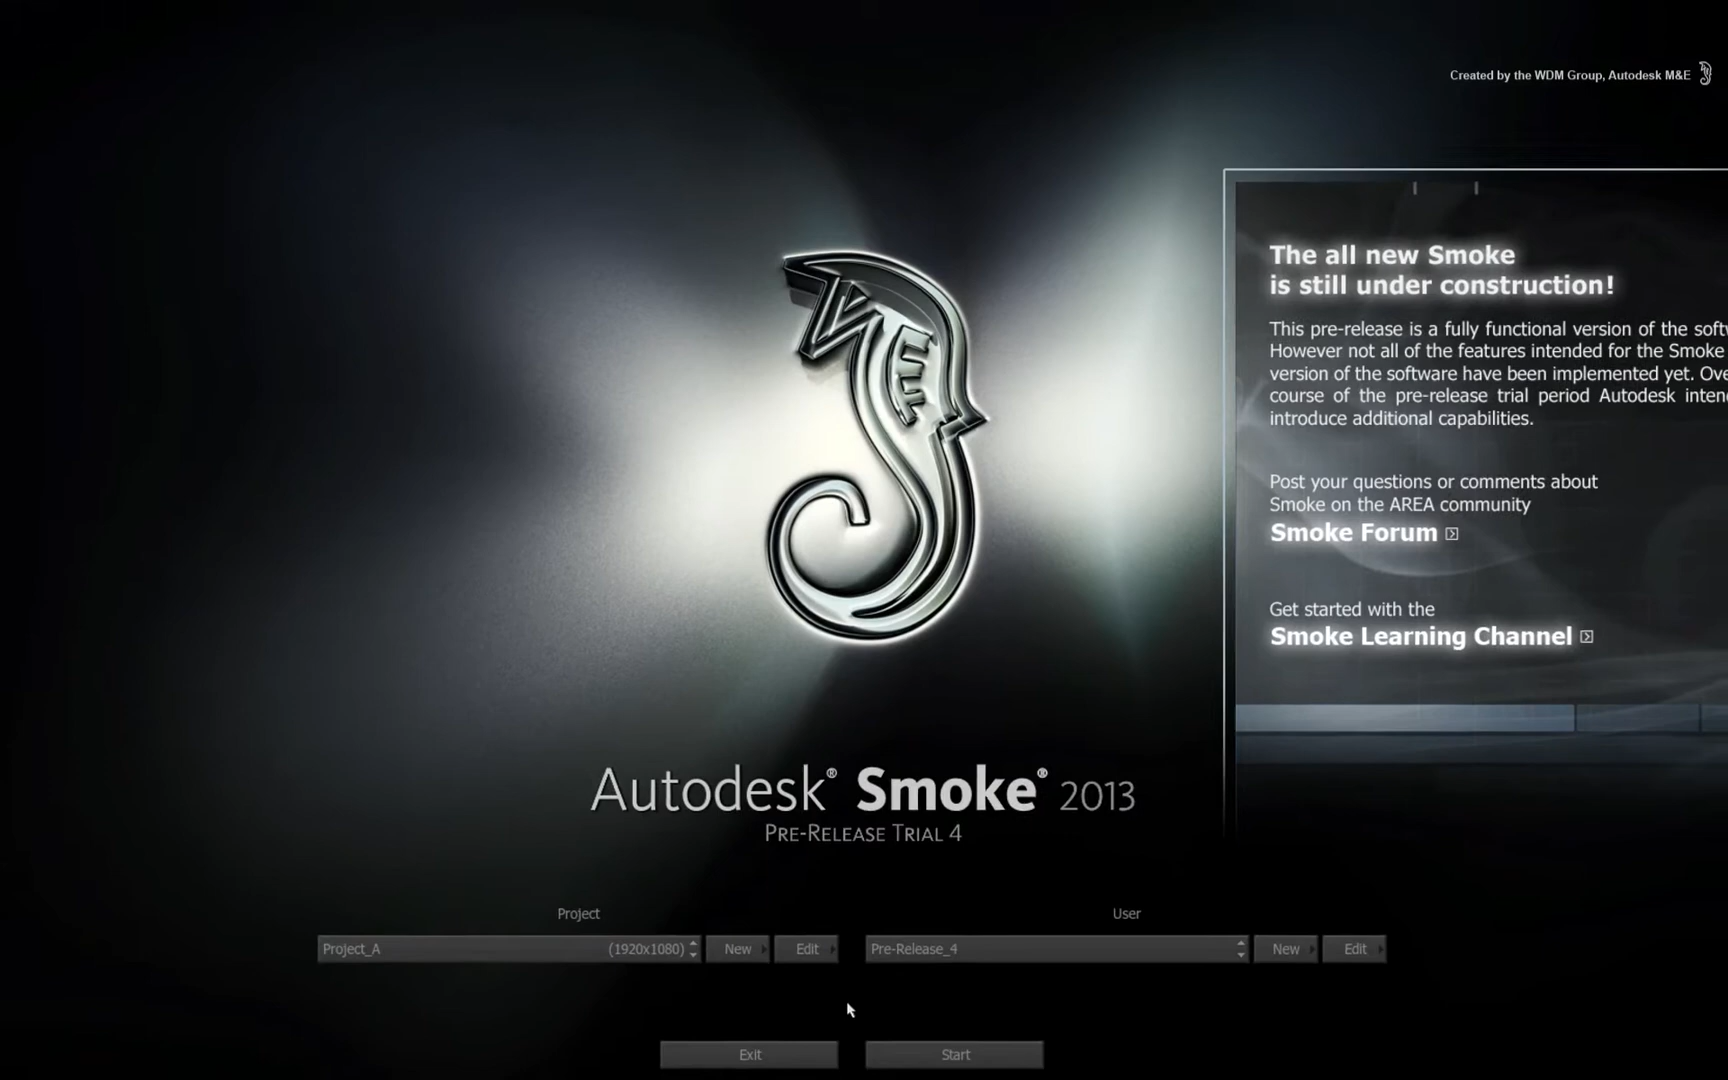 Created by the WDM Group, Autodesk M&E
The all new Smoke
is still under construction!
This pre-release is a fully functional version of the
However not all of the features intended for the Smoke
version of the software have been implemented yet.
course of the pre-release trial period Autodesk
introduce additional capabilities.
Post your questions or comments about
Smoke on the AREA community
Smoke Forum
Get started with the
Smoke Learning Channel
Autodesk® Smoke® 2013
PRE-RELEASE TRIAL 4
Project
User
Project_A (1920x1080) New Edit
Pre-Release_4 New Edit
Exit
Start